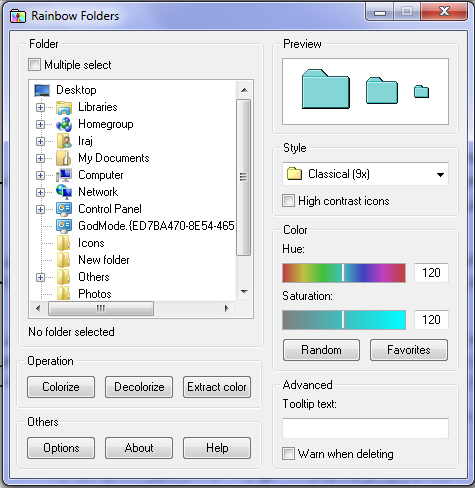 Rainbow Folders
Folder
Multiple select
Desktop
Libraries
Homegroup
Iraj
My Documents
Computer
Network
Control Panel
GodMode.{ED7BA470-8E54-465
Icons
New folder
Others
Photos
No folder selected
Operation
Colorize
Decolorize
Extract color
Others
Options
About
Help
Preview
Style
Classical (9x)
High contrast icons
Color
Hue:
120
Saturation:
120
Random
Favorites
Advanced
Tooltip text:
Warn when deleting